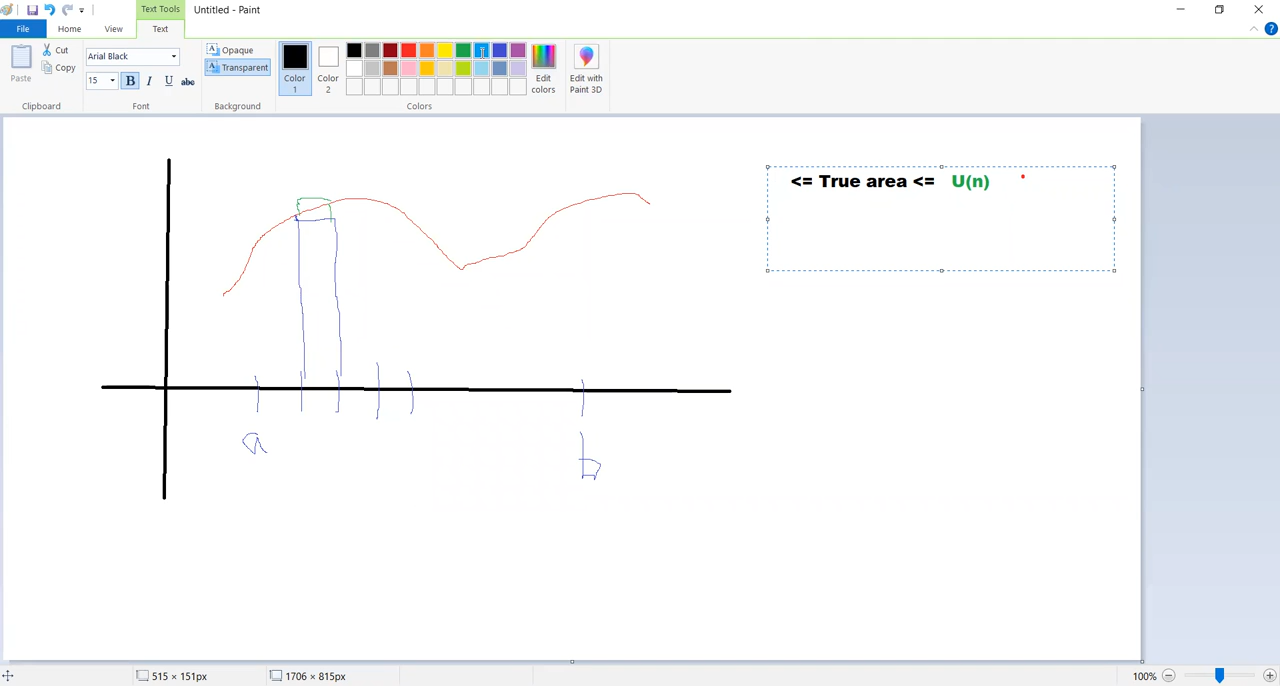 Text Tools
Untitled - Paint
File
Home
View
Text
Paste
Cut
Copy
Clipboard
Arial Black
15
B I U abc
Font
Opaque
Transparent
Background
Color 1
Color 2
Edit colors
Colors
Edit with Paint 3D
<= True area <= U(n)
a
b
515 × 151px
1706 × 815px
100%